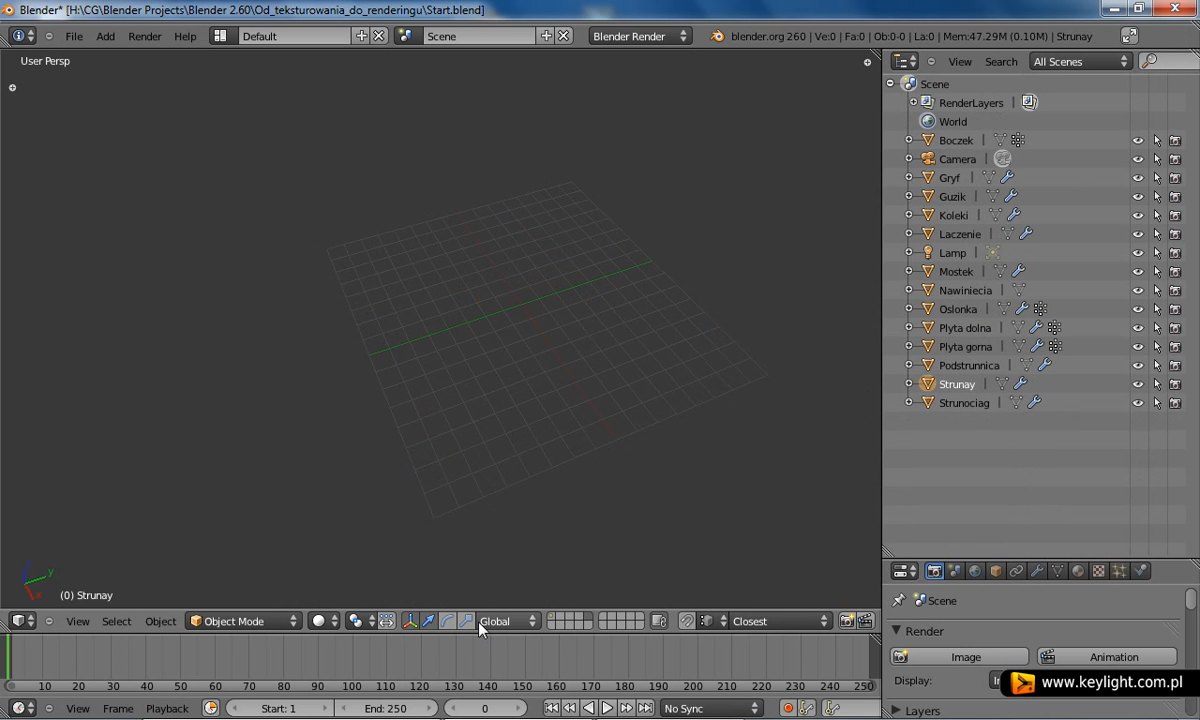 Blender* [H:\CG\Blender Projects\Blender 2.60\Od_teksturowania_do_renderingu\Start.blend]
File Add Render Help Default Scene Blender Render blender.org 260 | Ve:0 | Fa:0 | Ob:0-0 | La:0 | Mem:47.29M (0.10M) | Strunay
User Persp
View Search All Scenes
Scene
RenderLayers
World
Boczek
Camera
Gryf
Guzik
Koleki
Laczenie
Lamp
Mostek
Nawiniecia
Oslonka
Plyta dolna
Plyta gorna
Podstrunnica
Strunay
Strunociag
y
x
(0) Strunay
View Select Object Object Mode Global Closest
Scene
Render
Image Animation
Display:
www.keylight.com.pl
Layers
10 20 30 40 50 60 70 80 90 100 110 120 130 140 150 160 170 180 190 200 210 220 230 240 250
View Frame Playback Start: 1 End: 250 0 No Sync